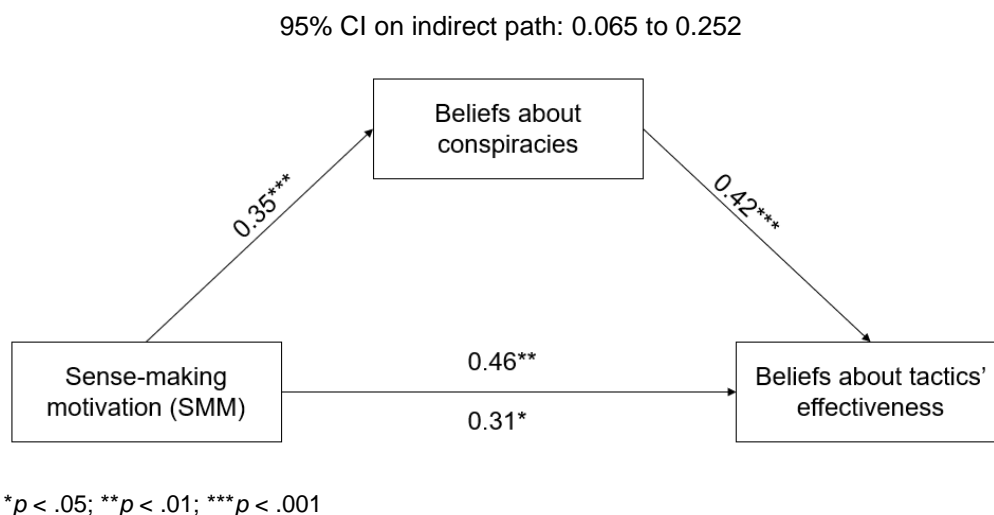 95% CI on indirect path: 0.065 to 0.252
Beliefs about
conspiracies
0.35***
0.42***
Sense-making
motivation (SMM)
0.46**
0.31*
Beliefs about tactics’
effectiveness
*p < .05; **p < .01; ***p < .001